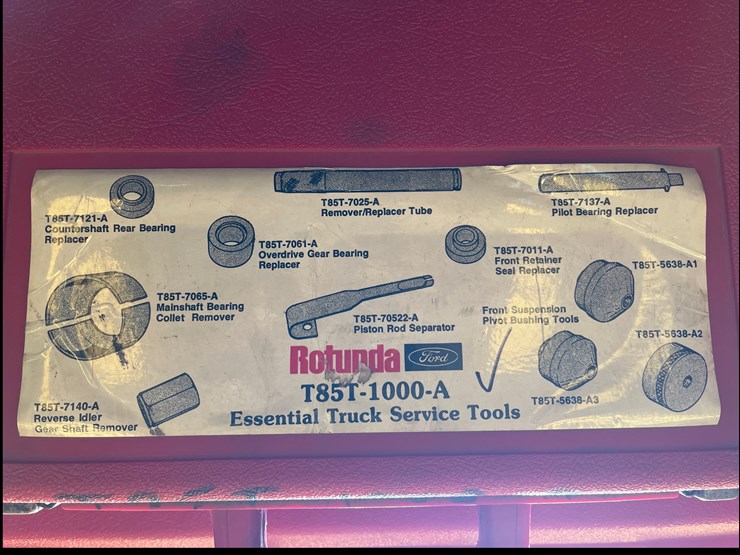 T85T-7121-A
Countershaft Rear Bearing
Replacer
T85T-7025-A
Remover/Replacer Tube
T85T-7137-A
Pilot Bearing Replacer
T85T-7061-A
Overdrive Gear Bearing
Replacer
T85T-7011-A
Front Retainer
Seal Replacer
T85T-5638-A1
T85T-7065-A
Mainshaft Bearing
Collet Remover
T85T-70522-A
Piston Rod Separator
Front Suspension
Pivot Bushing Tools
T85T-5638-A2
Rotunda Ford
T85T-1000-A
Essential Truck Service Tools
T85T-5638-A3
T85T-7140-A
Reverse Idler
Gear Shaft Remover